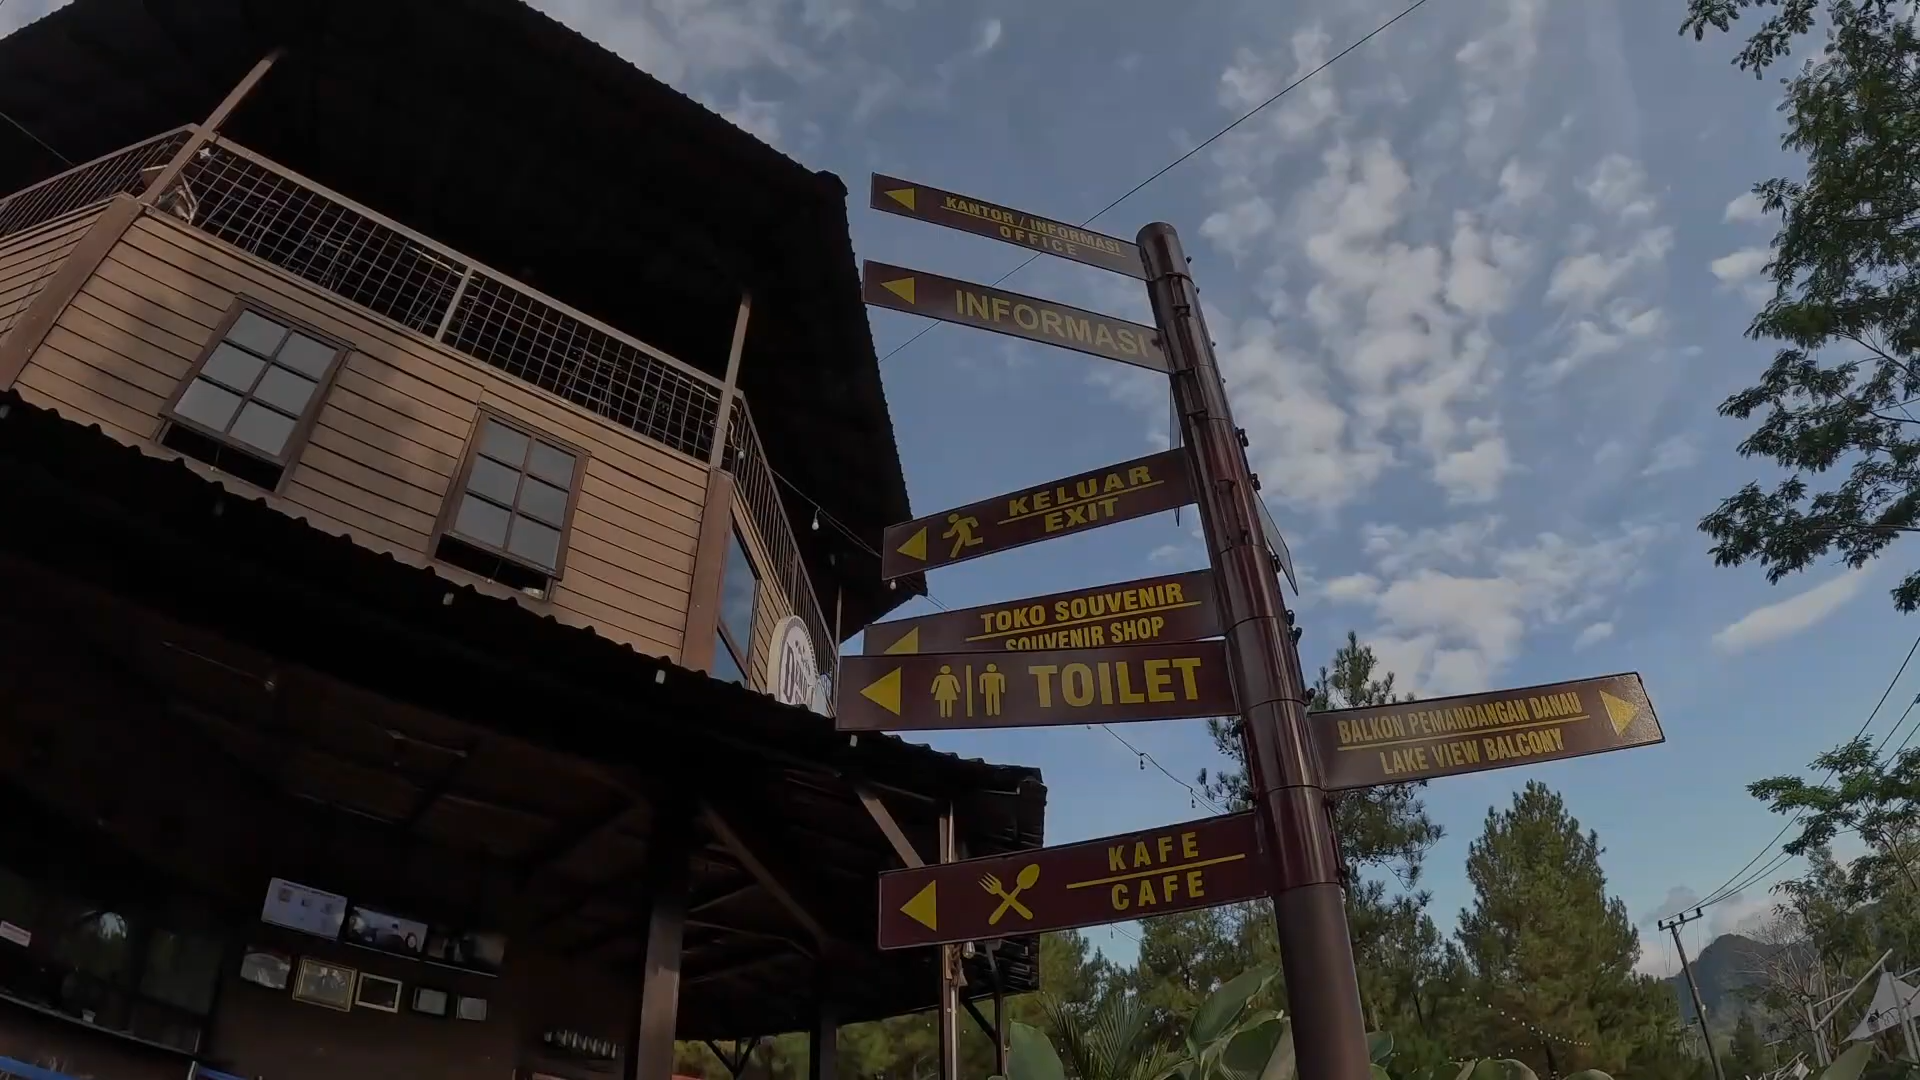 KANTOR / INFORMASI
OFFICE
INFORMASI
KELUAR
EXIT
TOKO SOUVENIR
SOUVENIR SHOP
TOILET
BALKON PEMANDANGAN DANAU
LAKE VIEW BALCONY
KAFE
CAFE